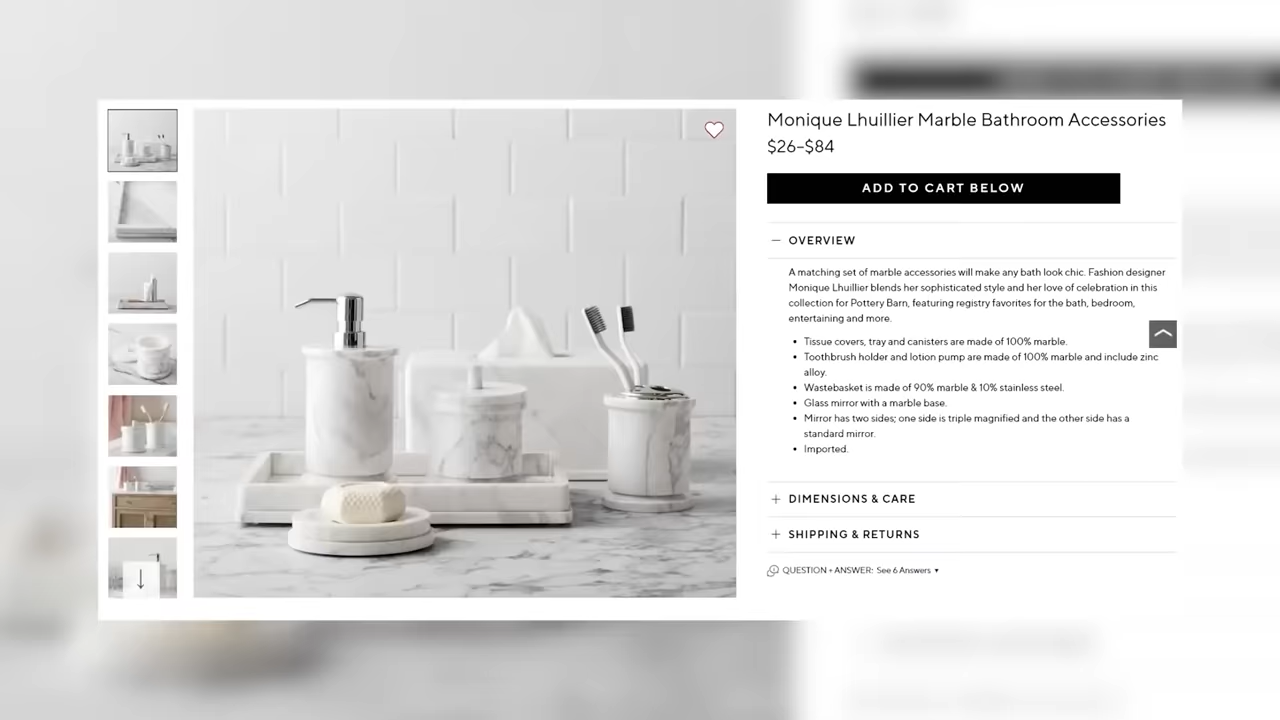 Monique Lhuillier Marble Bathroom Accessories
$26–$84
ADD TO CART BELOW
OVERVIEW
A matching set of marble accessories will make any bath look chic. Fashion designer
Monique Lhuillier blends her sophisticated style and her love of celebration in this
collection for Pottery Barn, featuring registry favorites for the bath, bedroom,
entertaining and more.
• Tissue covers, tray and canisters are made of 100% marble.
• Toothbrush holder and lotion pump are made of 100% marble and include zinc
alloy.
• Wastebasket is made of 90% marble & 10% stainless steel.
• Glass mirror with a marble base.
• Mirror has two sides; one side is triple magnified and the other side has a
standard mirror.
• Imported.
DIMENSIONS & CARE
SHIPPING & RETURNS
QUESTION + ANSWER: See 6 Answers